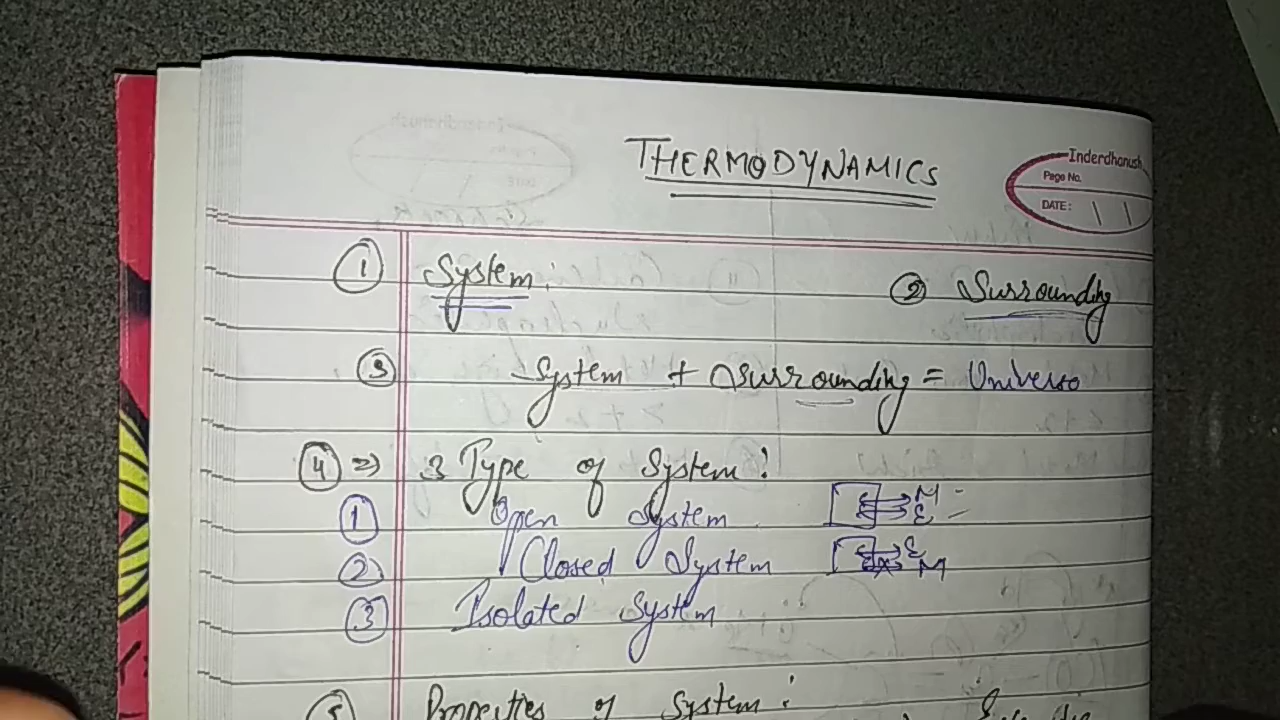 THERMODYNAMICS
Inderdhanush
Page No.
DATE:
① System : ② Surrounding
③ System + Surrounding = Universe
④ => 3 Type of System :
① Open System M E
② Closed System E M
③ Isolated System
⑤ Properties of System :